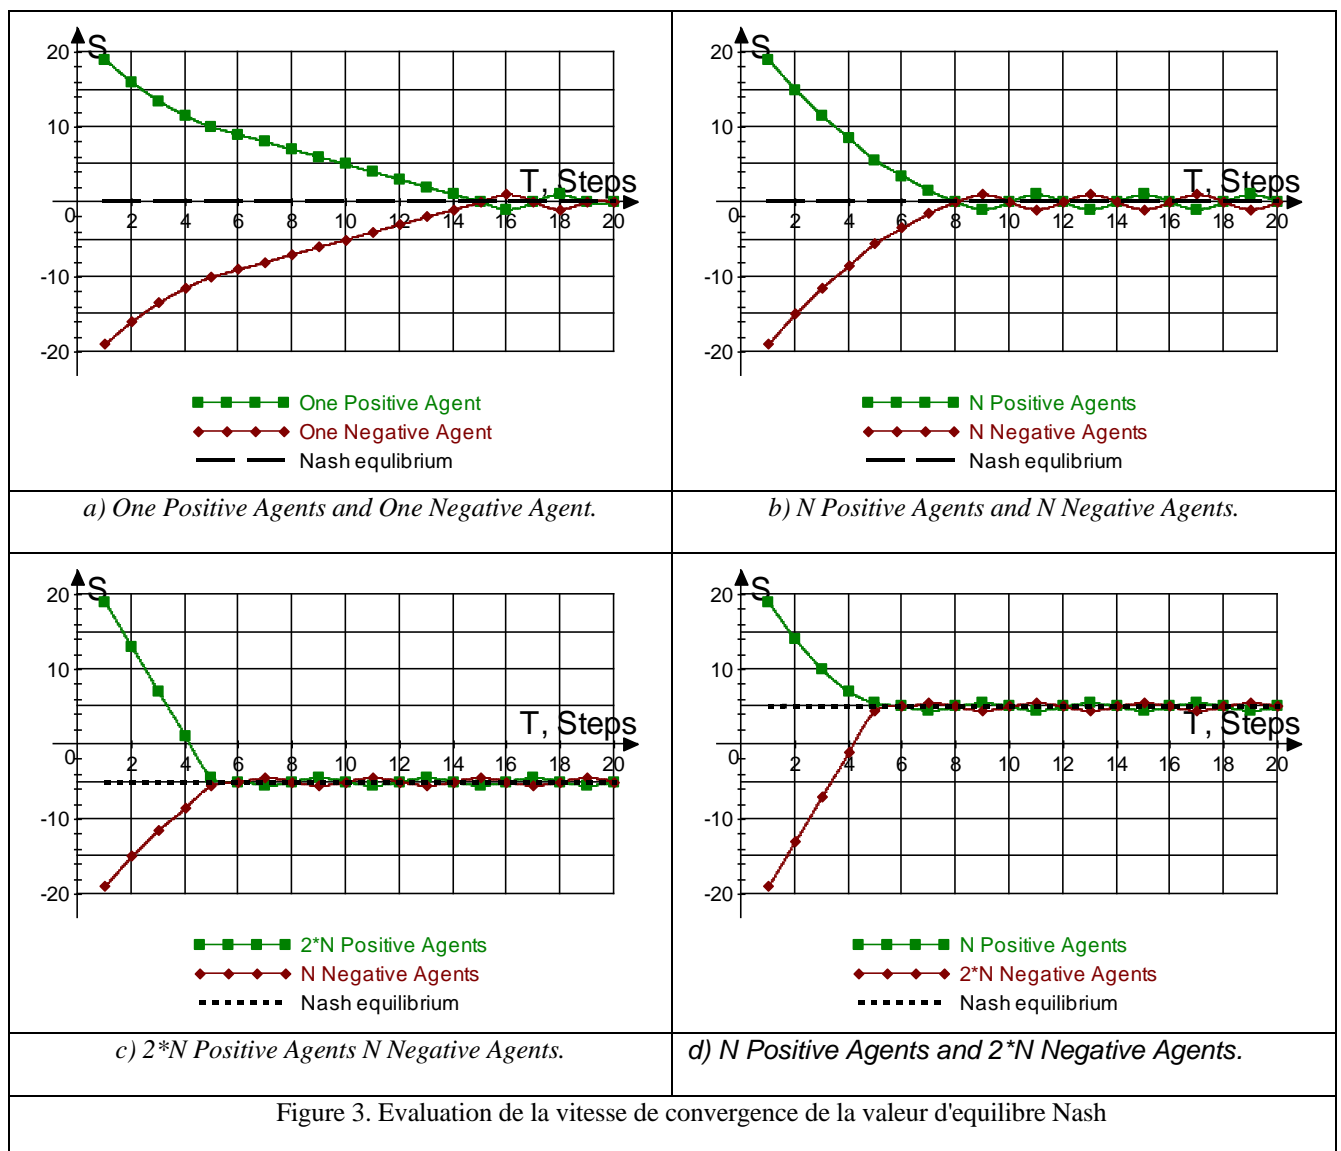 S
20
10
0
-10
-20
T, Steps
2 4 6 8 10 12 14 16 18 20
One Positive Agent
One Negative Agent
Nash equlibrium
a) One Positive Agents and One Negative Agent.
S
20
10
0
-10
-20
T, Steps
2 4 6 8 10 12 14 16 18 20
N Positive Agents
N Negative Agents
Nash equlibrium
b) N Positive Agents and N Negative Agents.
S
20
10
0
-10
-20
T, Steps
2 4 6 8 10 12 14 16 18 20
2*N Positive Agents
N Negative Agents
Nash equilibrium
c) 2*N Positive Agents N Negative Agents.
S
20
10
0
-10
-20
T, Steps
2 4 6 8 10 12 14 16 18 20
N Positive Agents
2*N Negative Agents
Nash equilibrium
d) N Positive Agents and 2*N Negative Agents.
Figure 3. Evaluation de la vitesse de convergence de la valeur d'equilibre Nash